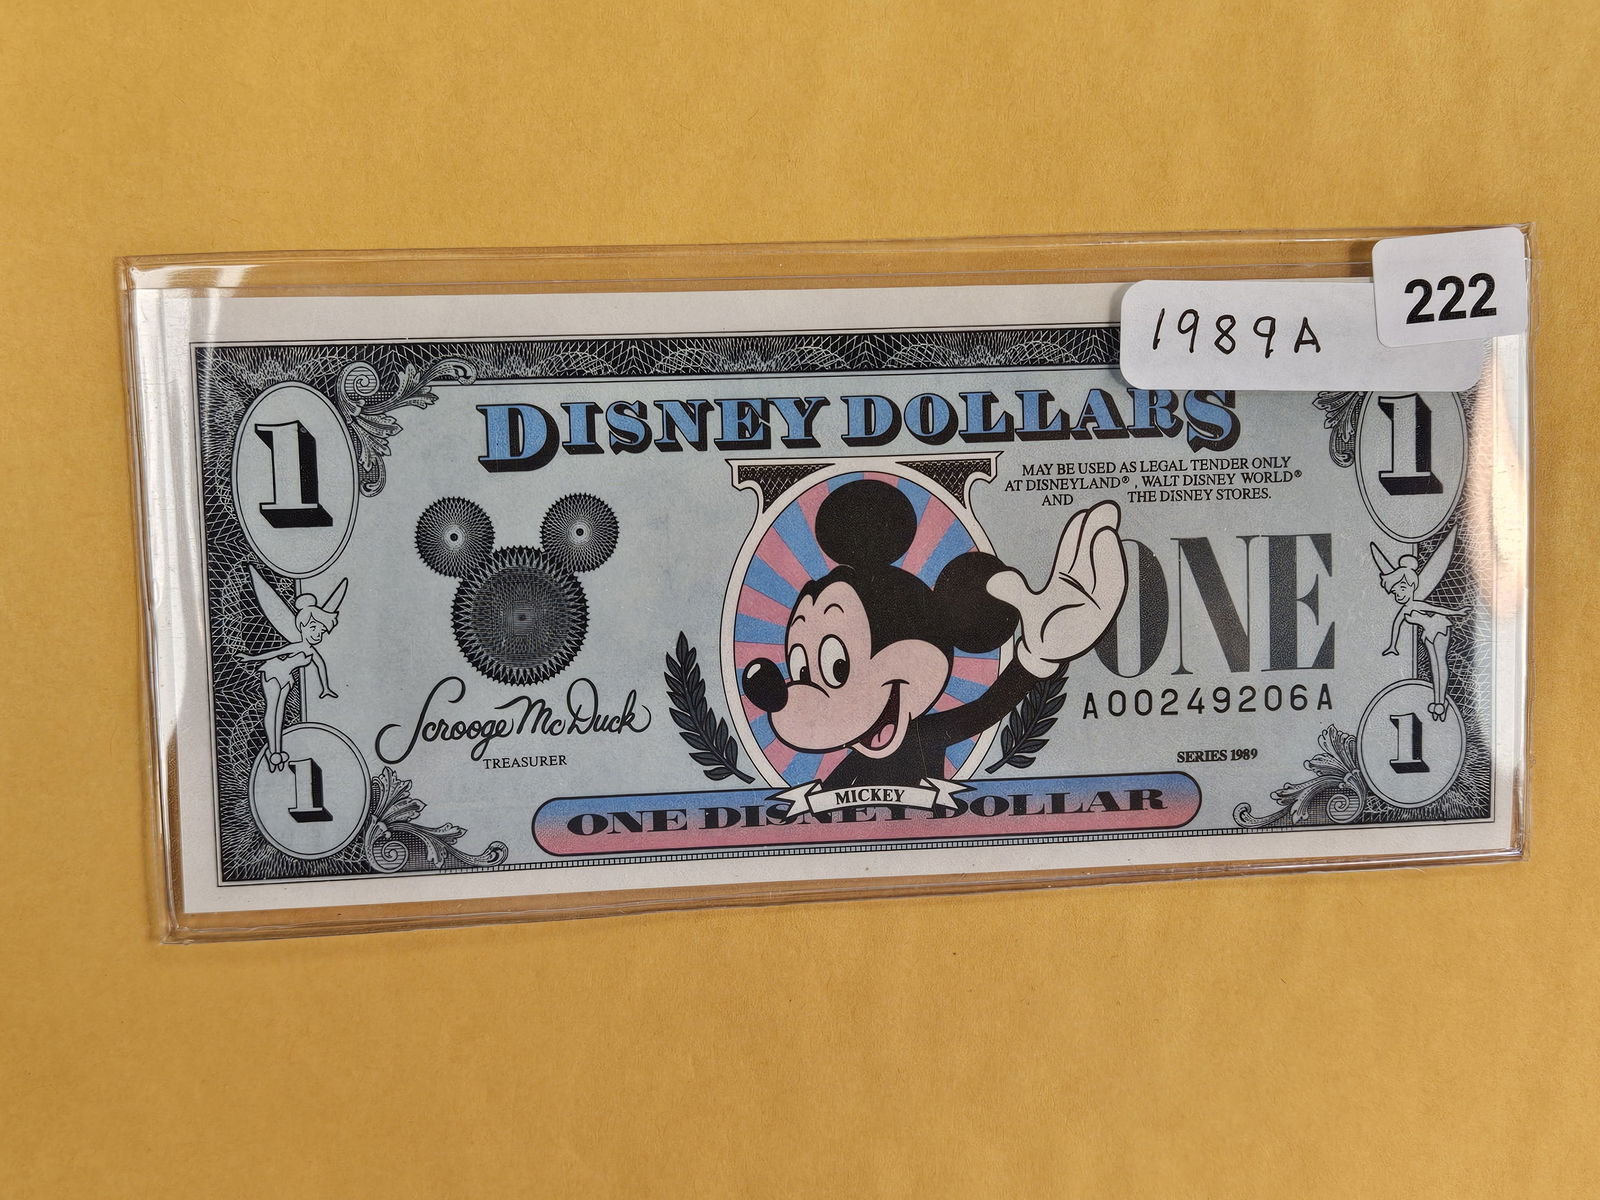 222
1989A
1
1
DISNEY DOLLARS
MAY BE USED AS LEGAL TENDER ONLY
AT DISNEYLAND®, WALT DISNEY WORLD®
AND THE DISNEY STORES.
ONE
A00249206A
Scrooge McDuck
TREASURER
SERIES 1989
1
1
MICKEY
ONE DISNEY DOLLAR